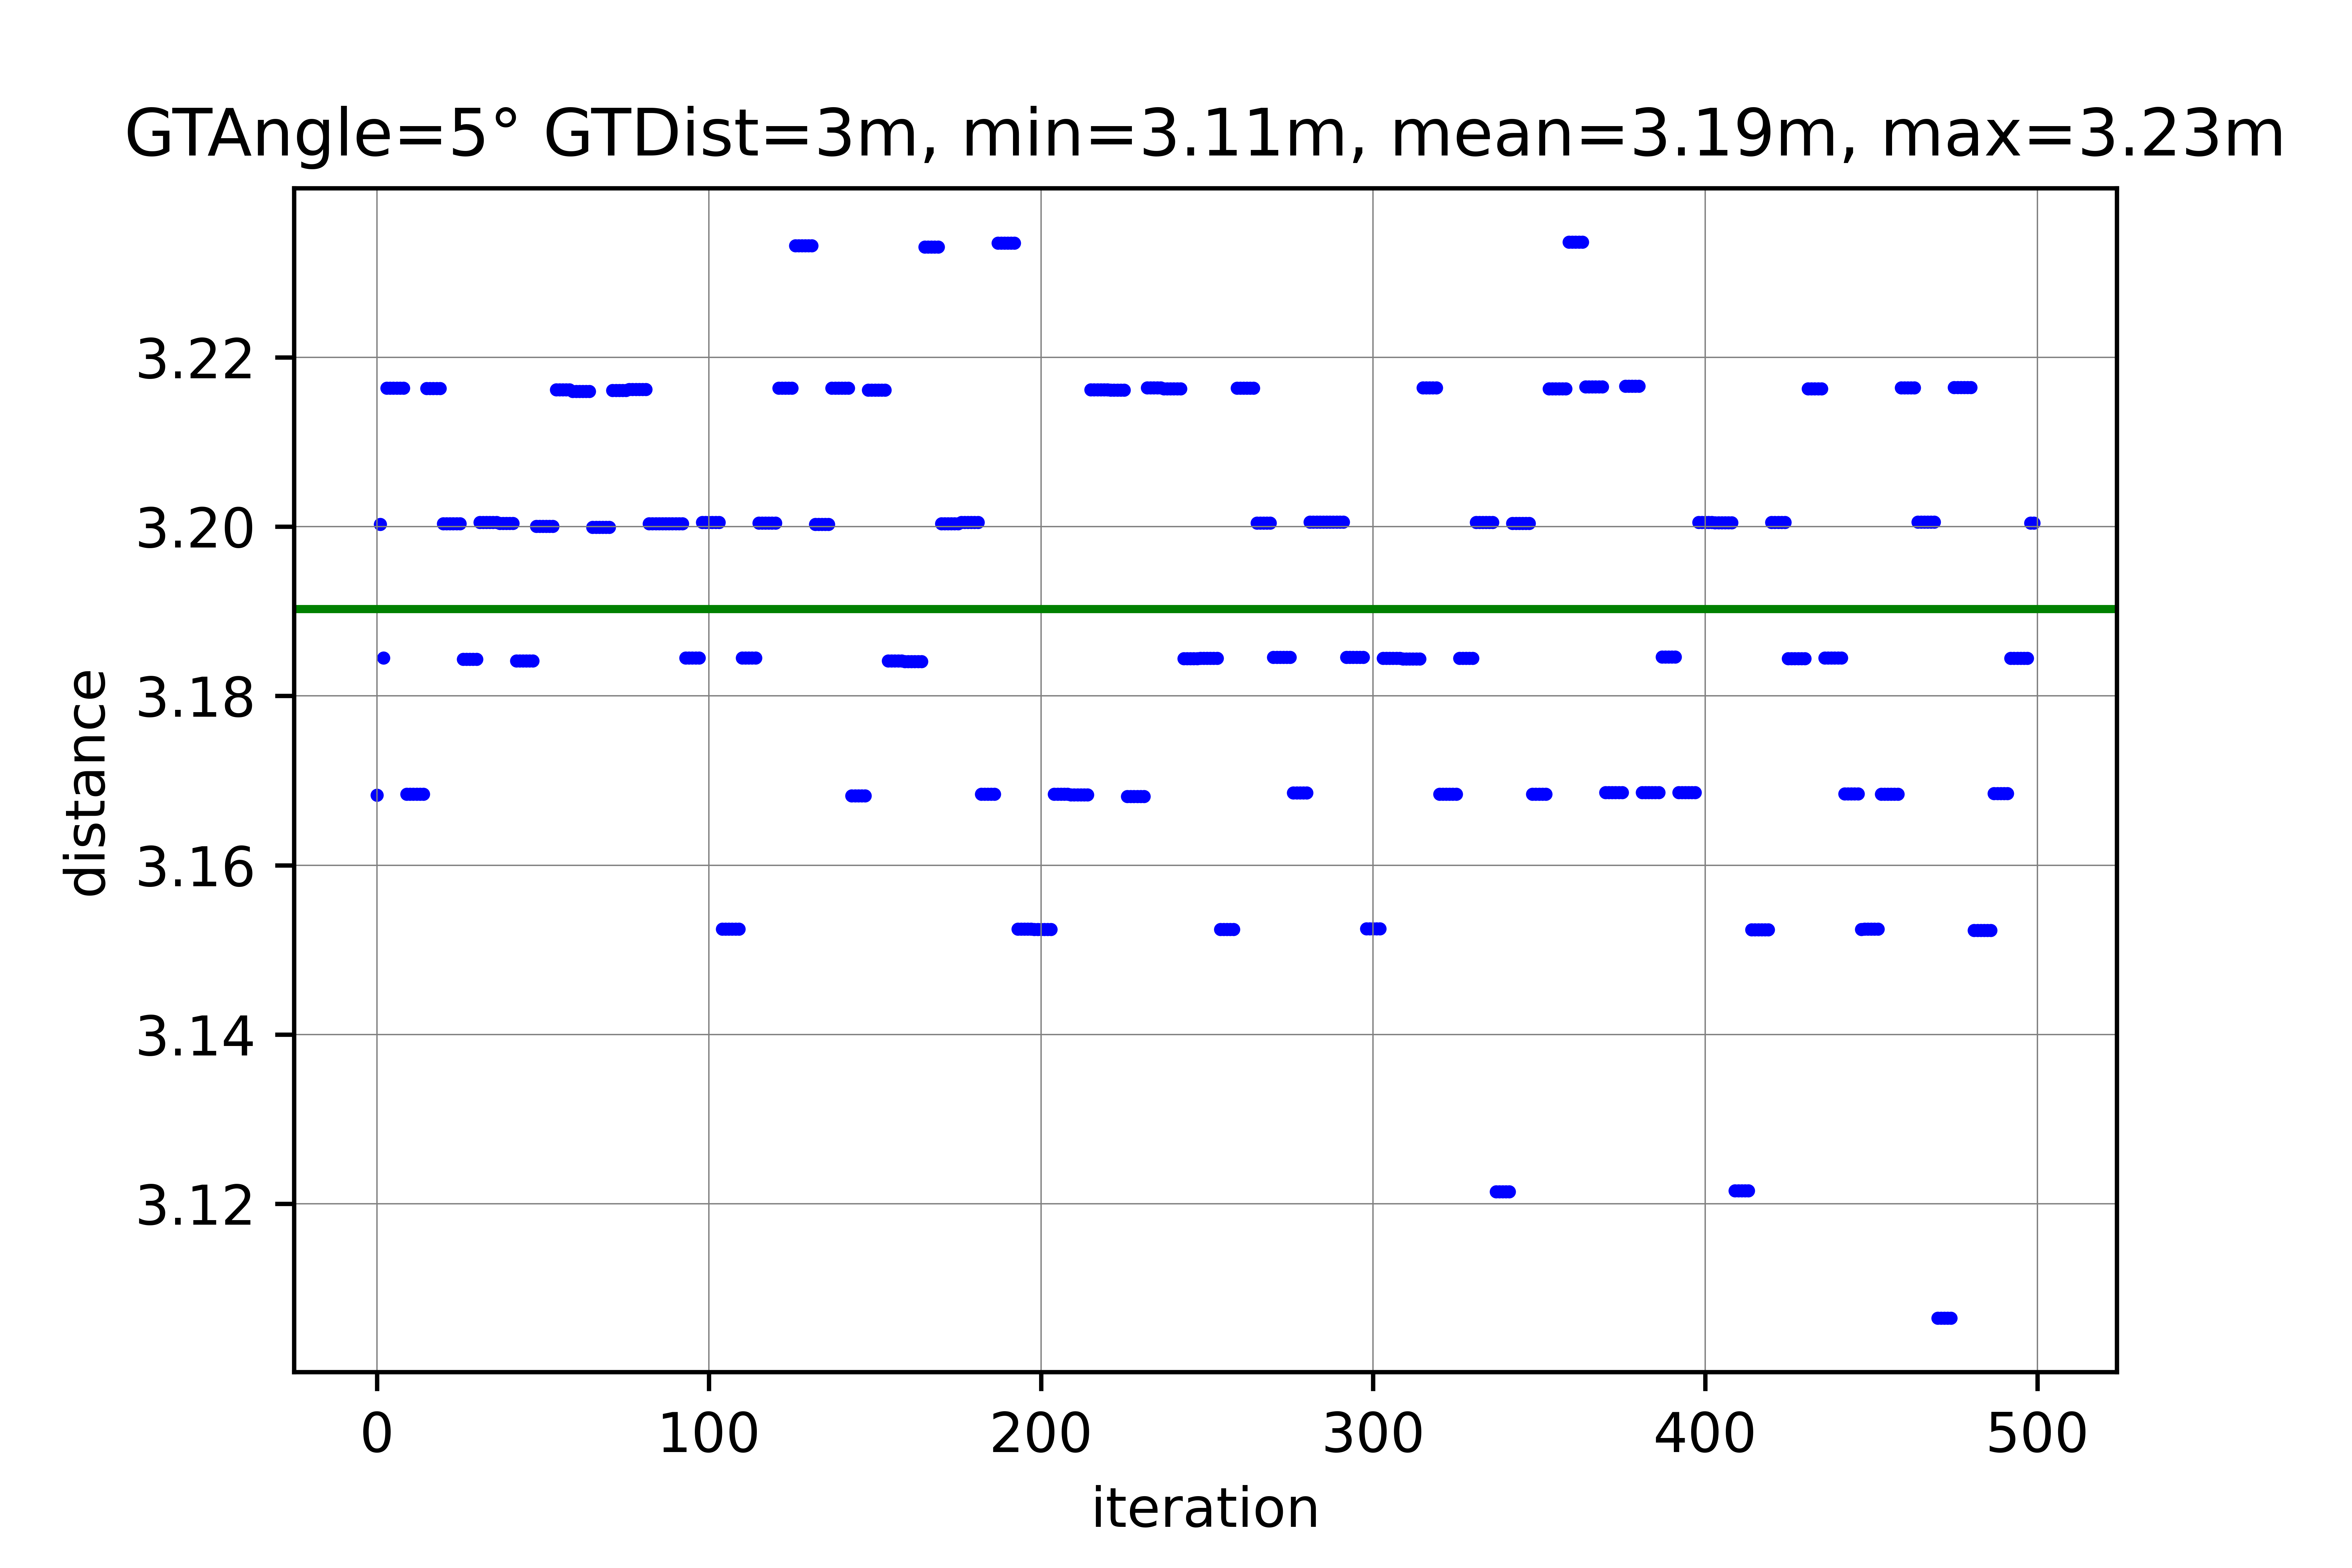 GTAngle=5° GTDist=3m, min=3.11m, mean=3.19m, max=3.23m
3.22
3.20
3.18
3.16
3.14
3.12
distance
0 100 200 300 400 500
iteration